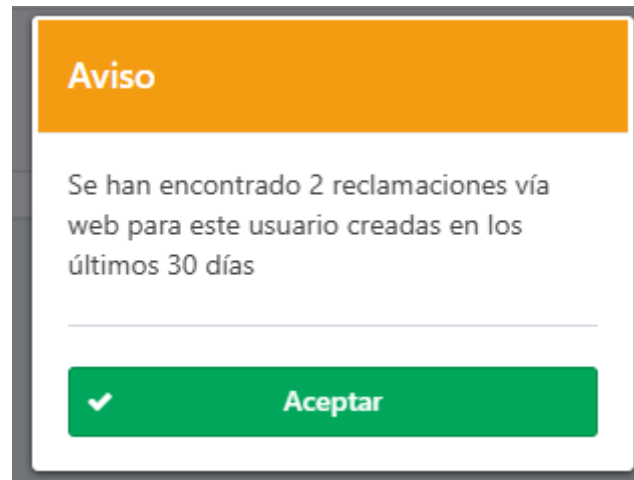 Aviso
Se han encontrado 2 reclamaciones vía
web para este usuario creadas en los
últimos 30 días
Aceptar